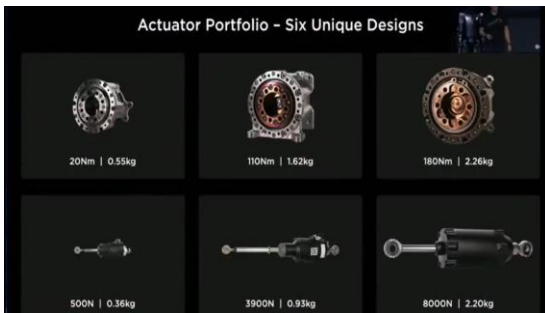 Actuator Portfolio – Six Unique Designs
20Nm | 0.55kg
110Nm | 1.62kg
180Nm | 2.26kg
500N | 0.36kg
3900N | 0.93kg
8000N | 2.20kg